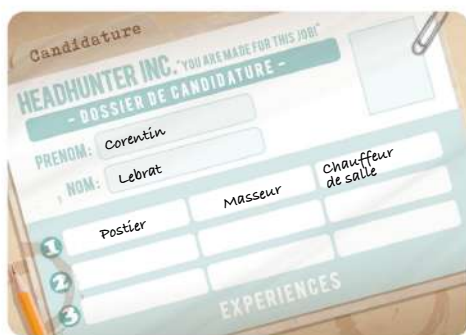 Candidature
HEADHUNTER INC. "YOU ARE MADE FOR THIS JOB!"
- DOSSIER DE CANDIDATURE -
PRENOM: Corentin
NOM: Lebrat
1 Postier Masseur Chauffeur
de salle
2
3
EXPERIENCES